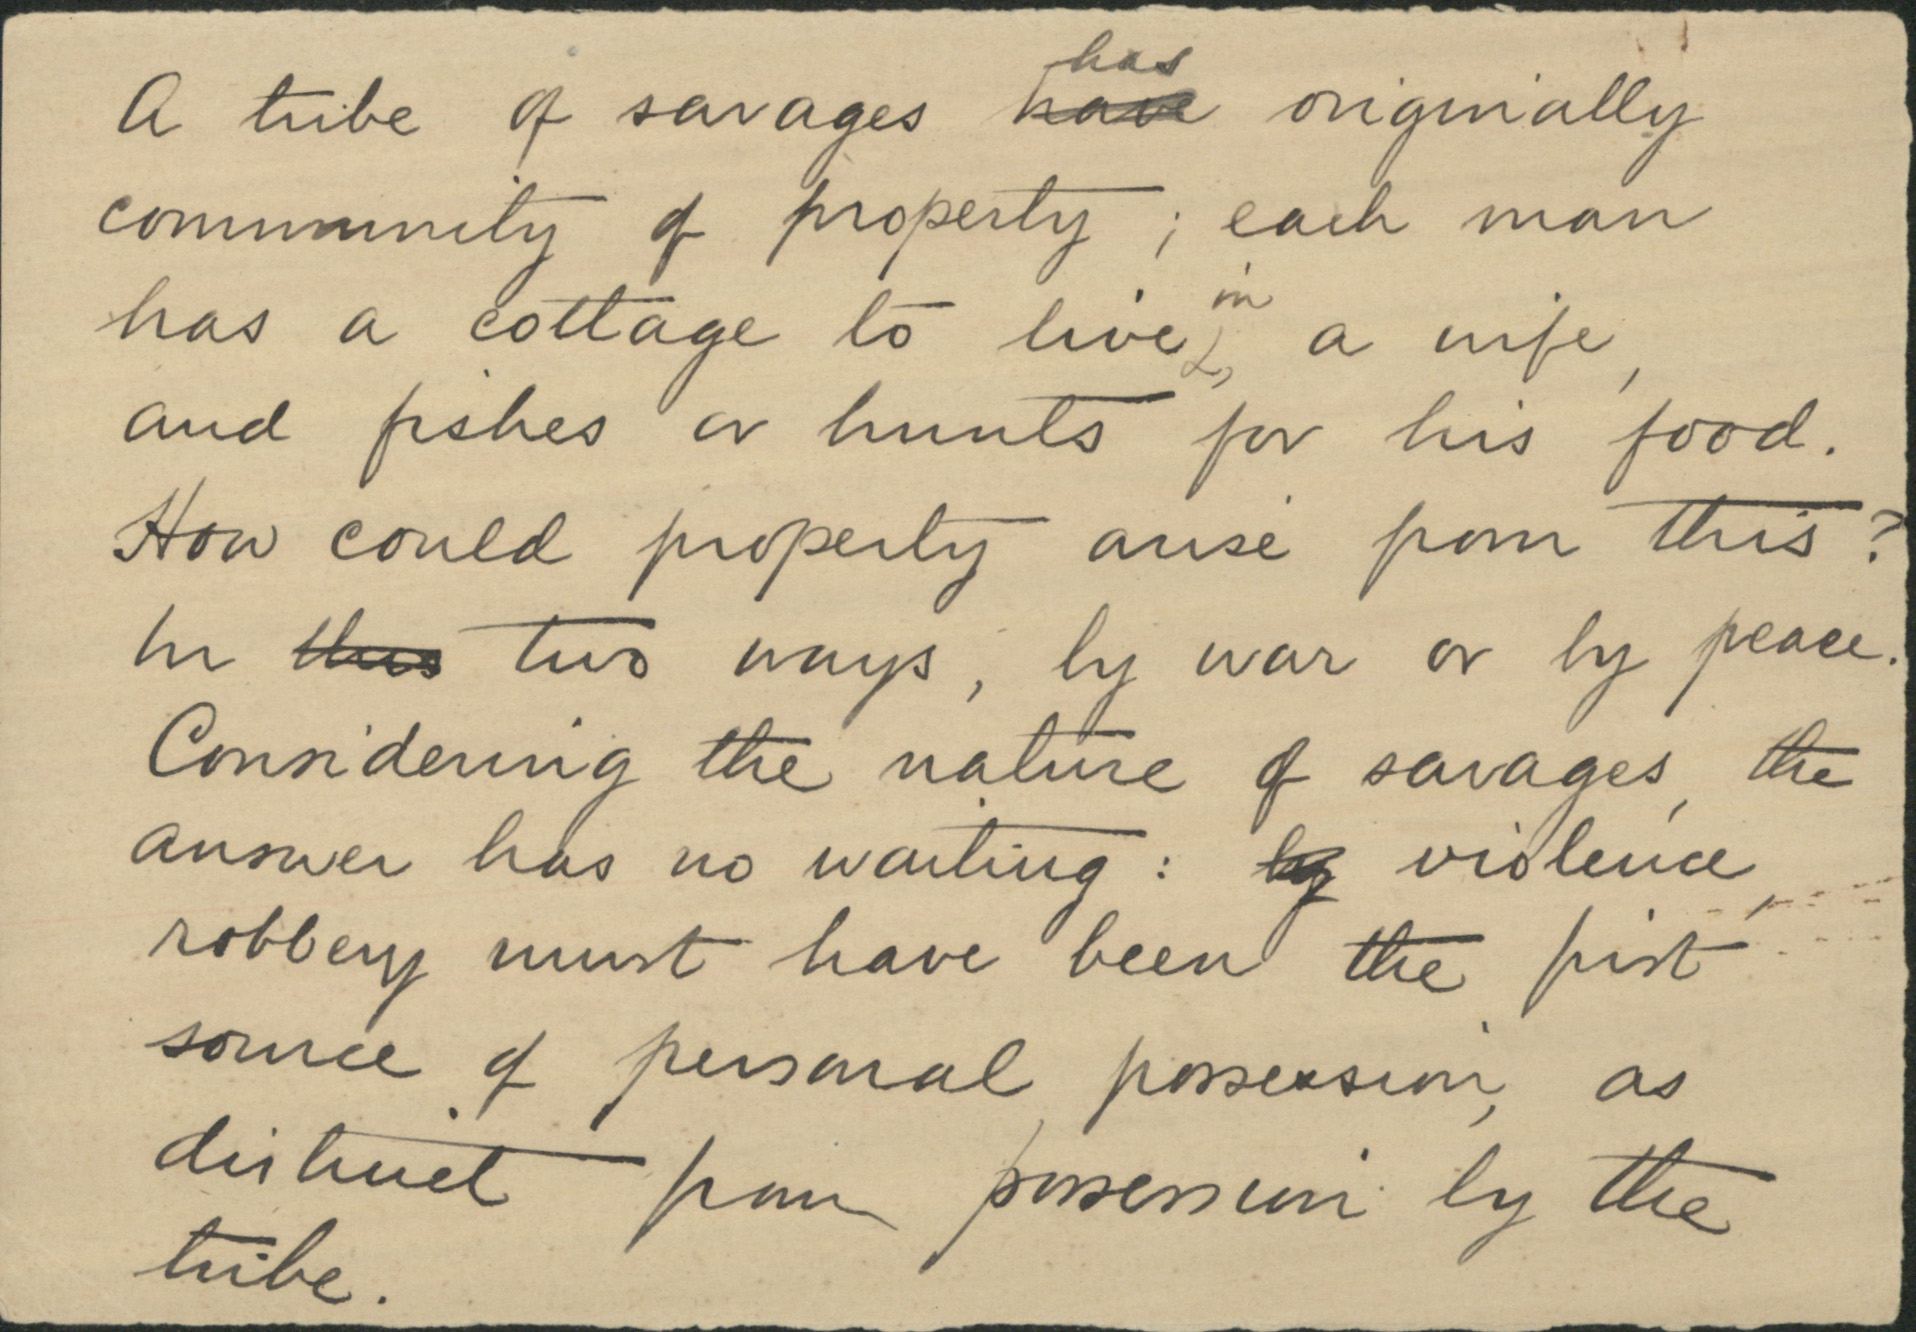 A tribe of savages ~~have~~ has originally
community of property; each man
has a cottage to live in, a wife,
and fishes or hunts for his food.
How could property arise from this?
In ~~this~~ two ways, by war or by peace.
Considering the nature of savages, the
answer has no waiting: ~~by~~ violence,
robbery must have been the first
source of personal possession, as
distinct from possession by the
tribe.